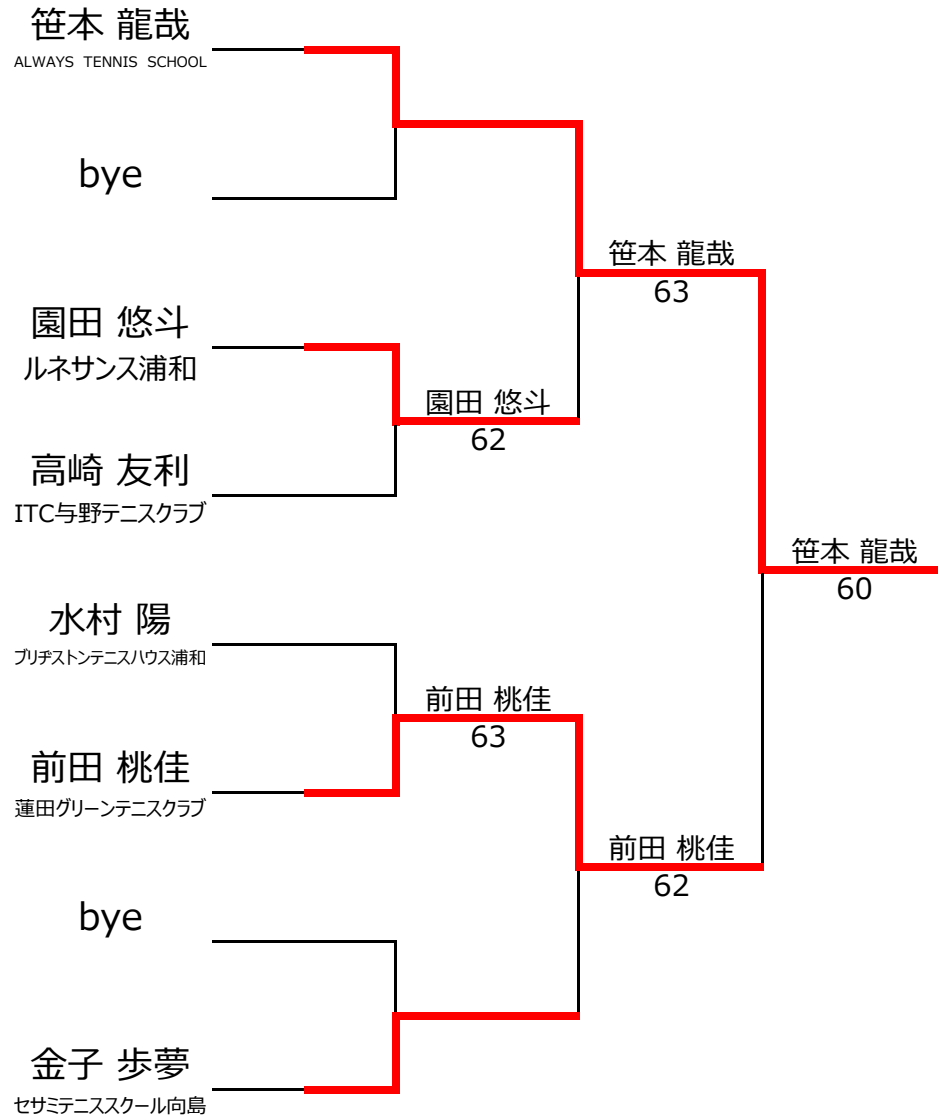 笹本 龍哉
ALWAYS TENNIS SCHOOL
bye
園田 悠斗
ルネサンス浦和
高崎 友利
ITC与野テニスクラブ
水村 陽
ブリヂストンテニスハウス浦和
前田 桃佳
蓮田グリーンテニスクラブ
bye
金子 歩夢
セサミテニススクール向島
園田 悠斗
62
前田 桃佳
63
笹本 龍哉
63
前田 桃佳
62
笹本 龍哉
60